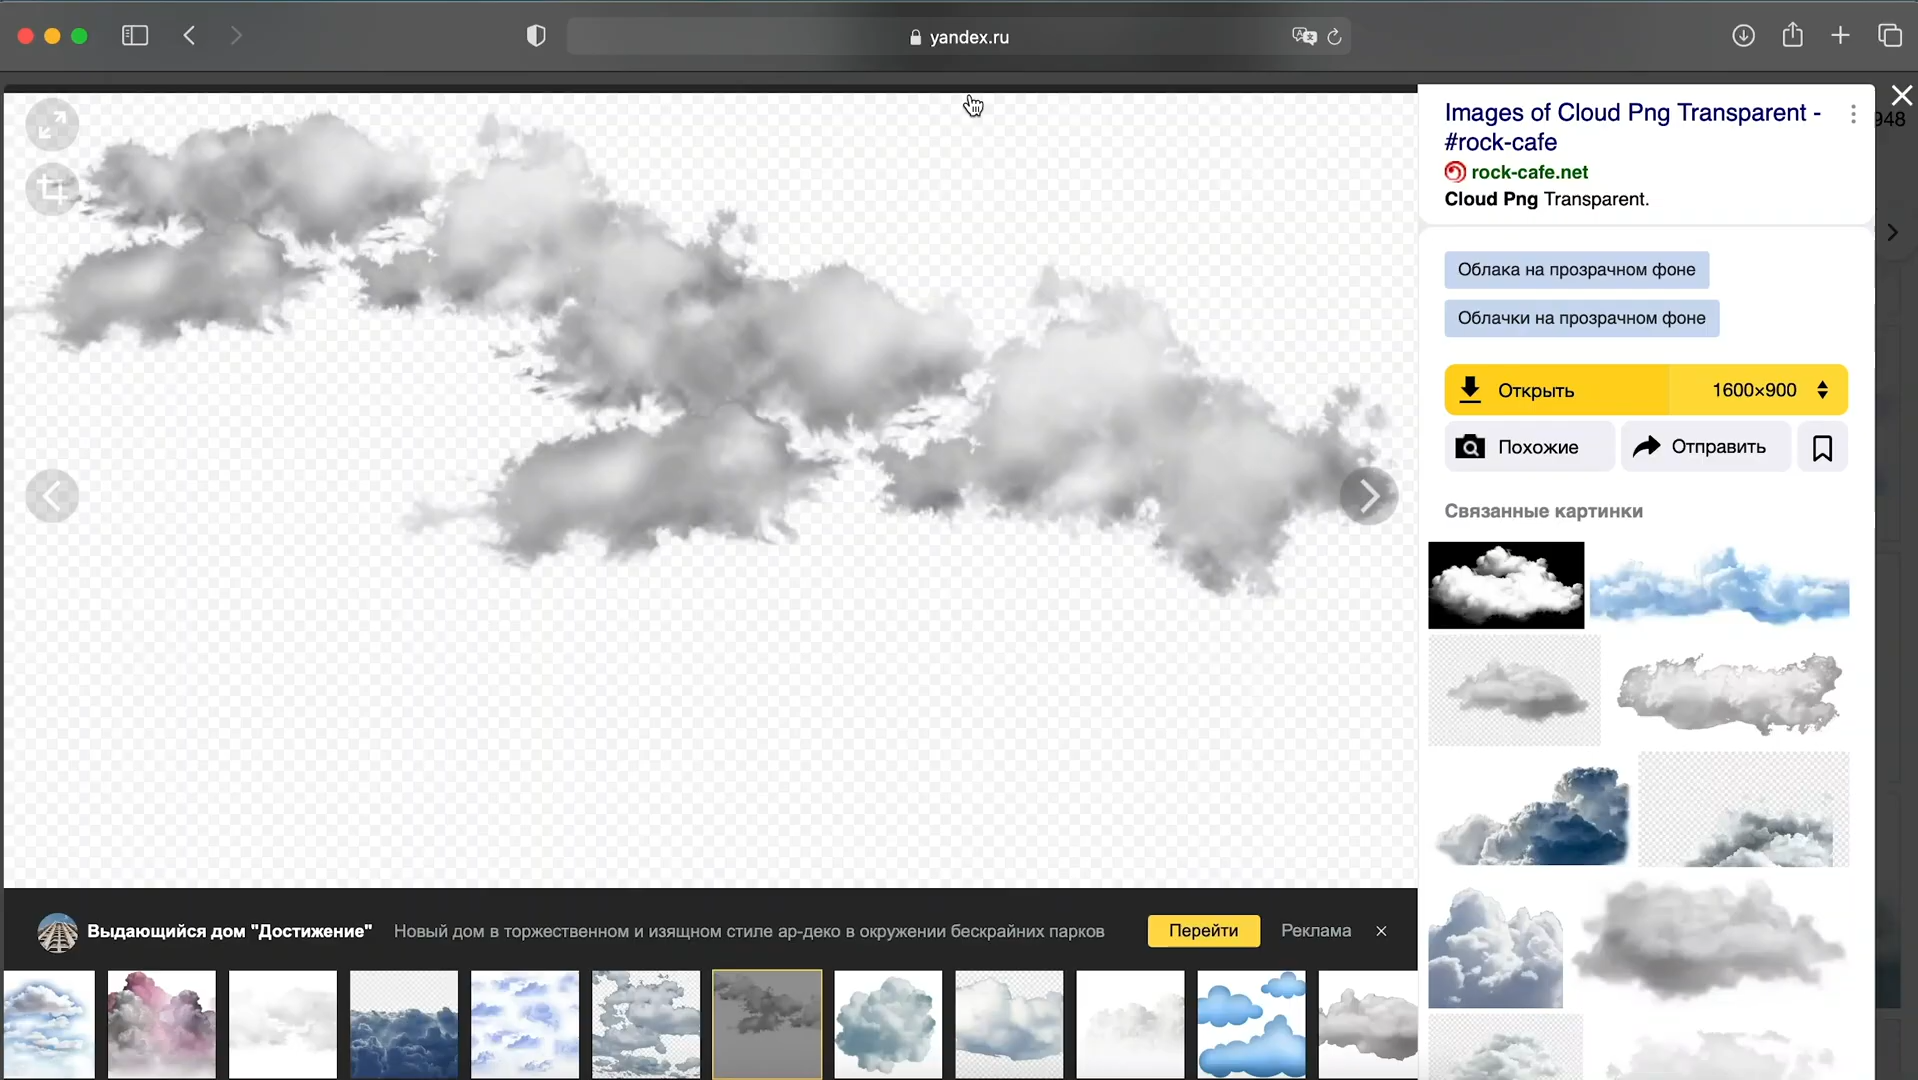 yandex.ru
Images of Cloud Png Transparent -
#rock-cafe
rock-cafe.net
Cloud Png Transparent.
948
Облака на прозрачном фоне
Облачки на прозрачном фоне
Открыть
1600×900
Похожие
Отправить
Связанные картинки
Выдающийся дом "Достижение"
Новый дом в торжественном и изящном стиле ар-деко в окружении бескрайних парков
Перейти
Реклама